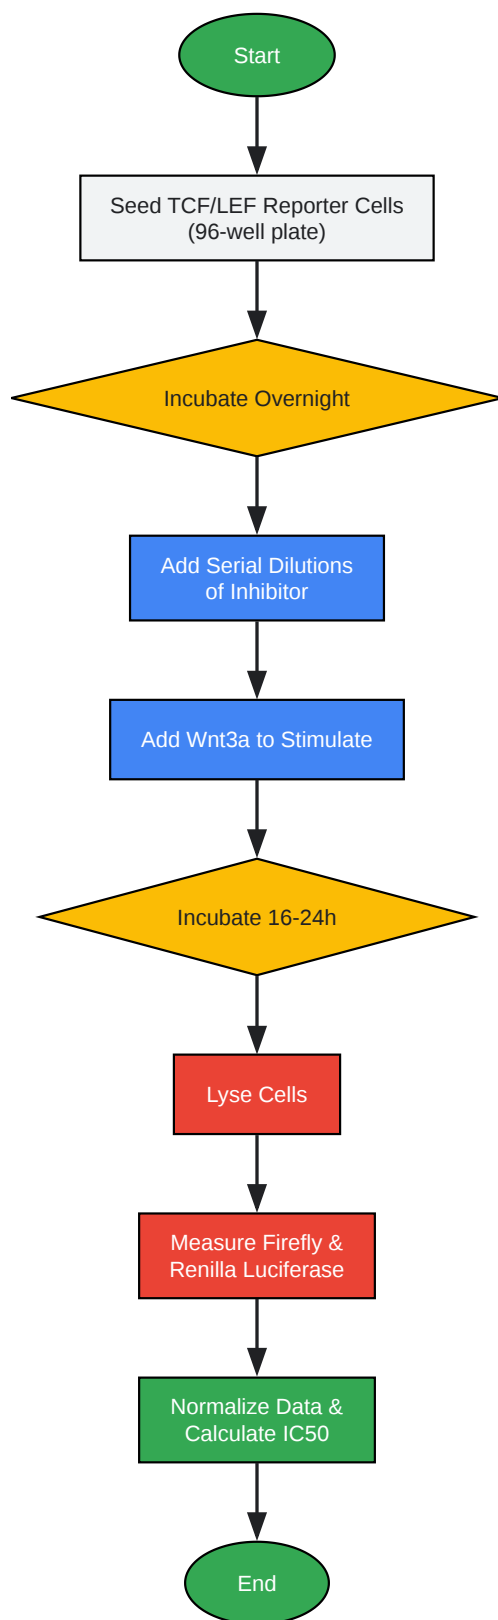 Start
Seed TCF/LEF Reporter Cells
(96-well plate)
Incubate Overnight
Add Serial Dilutions
of Inhibitor
Add Wnt3a to Stimulate
Incubate 16-24h
Lyse Cells
Measure Firefly &
Renilla Luciferase
Normalize Data &
Calculate IC50
End